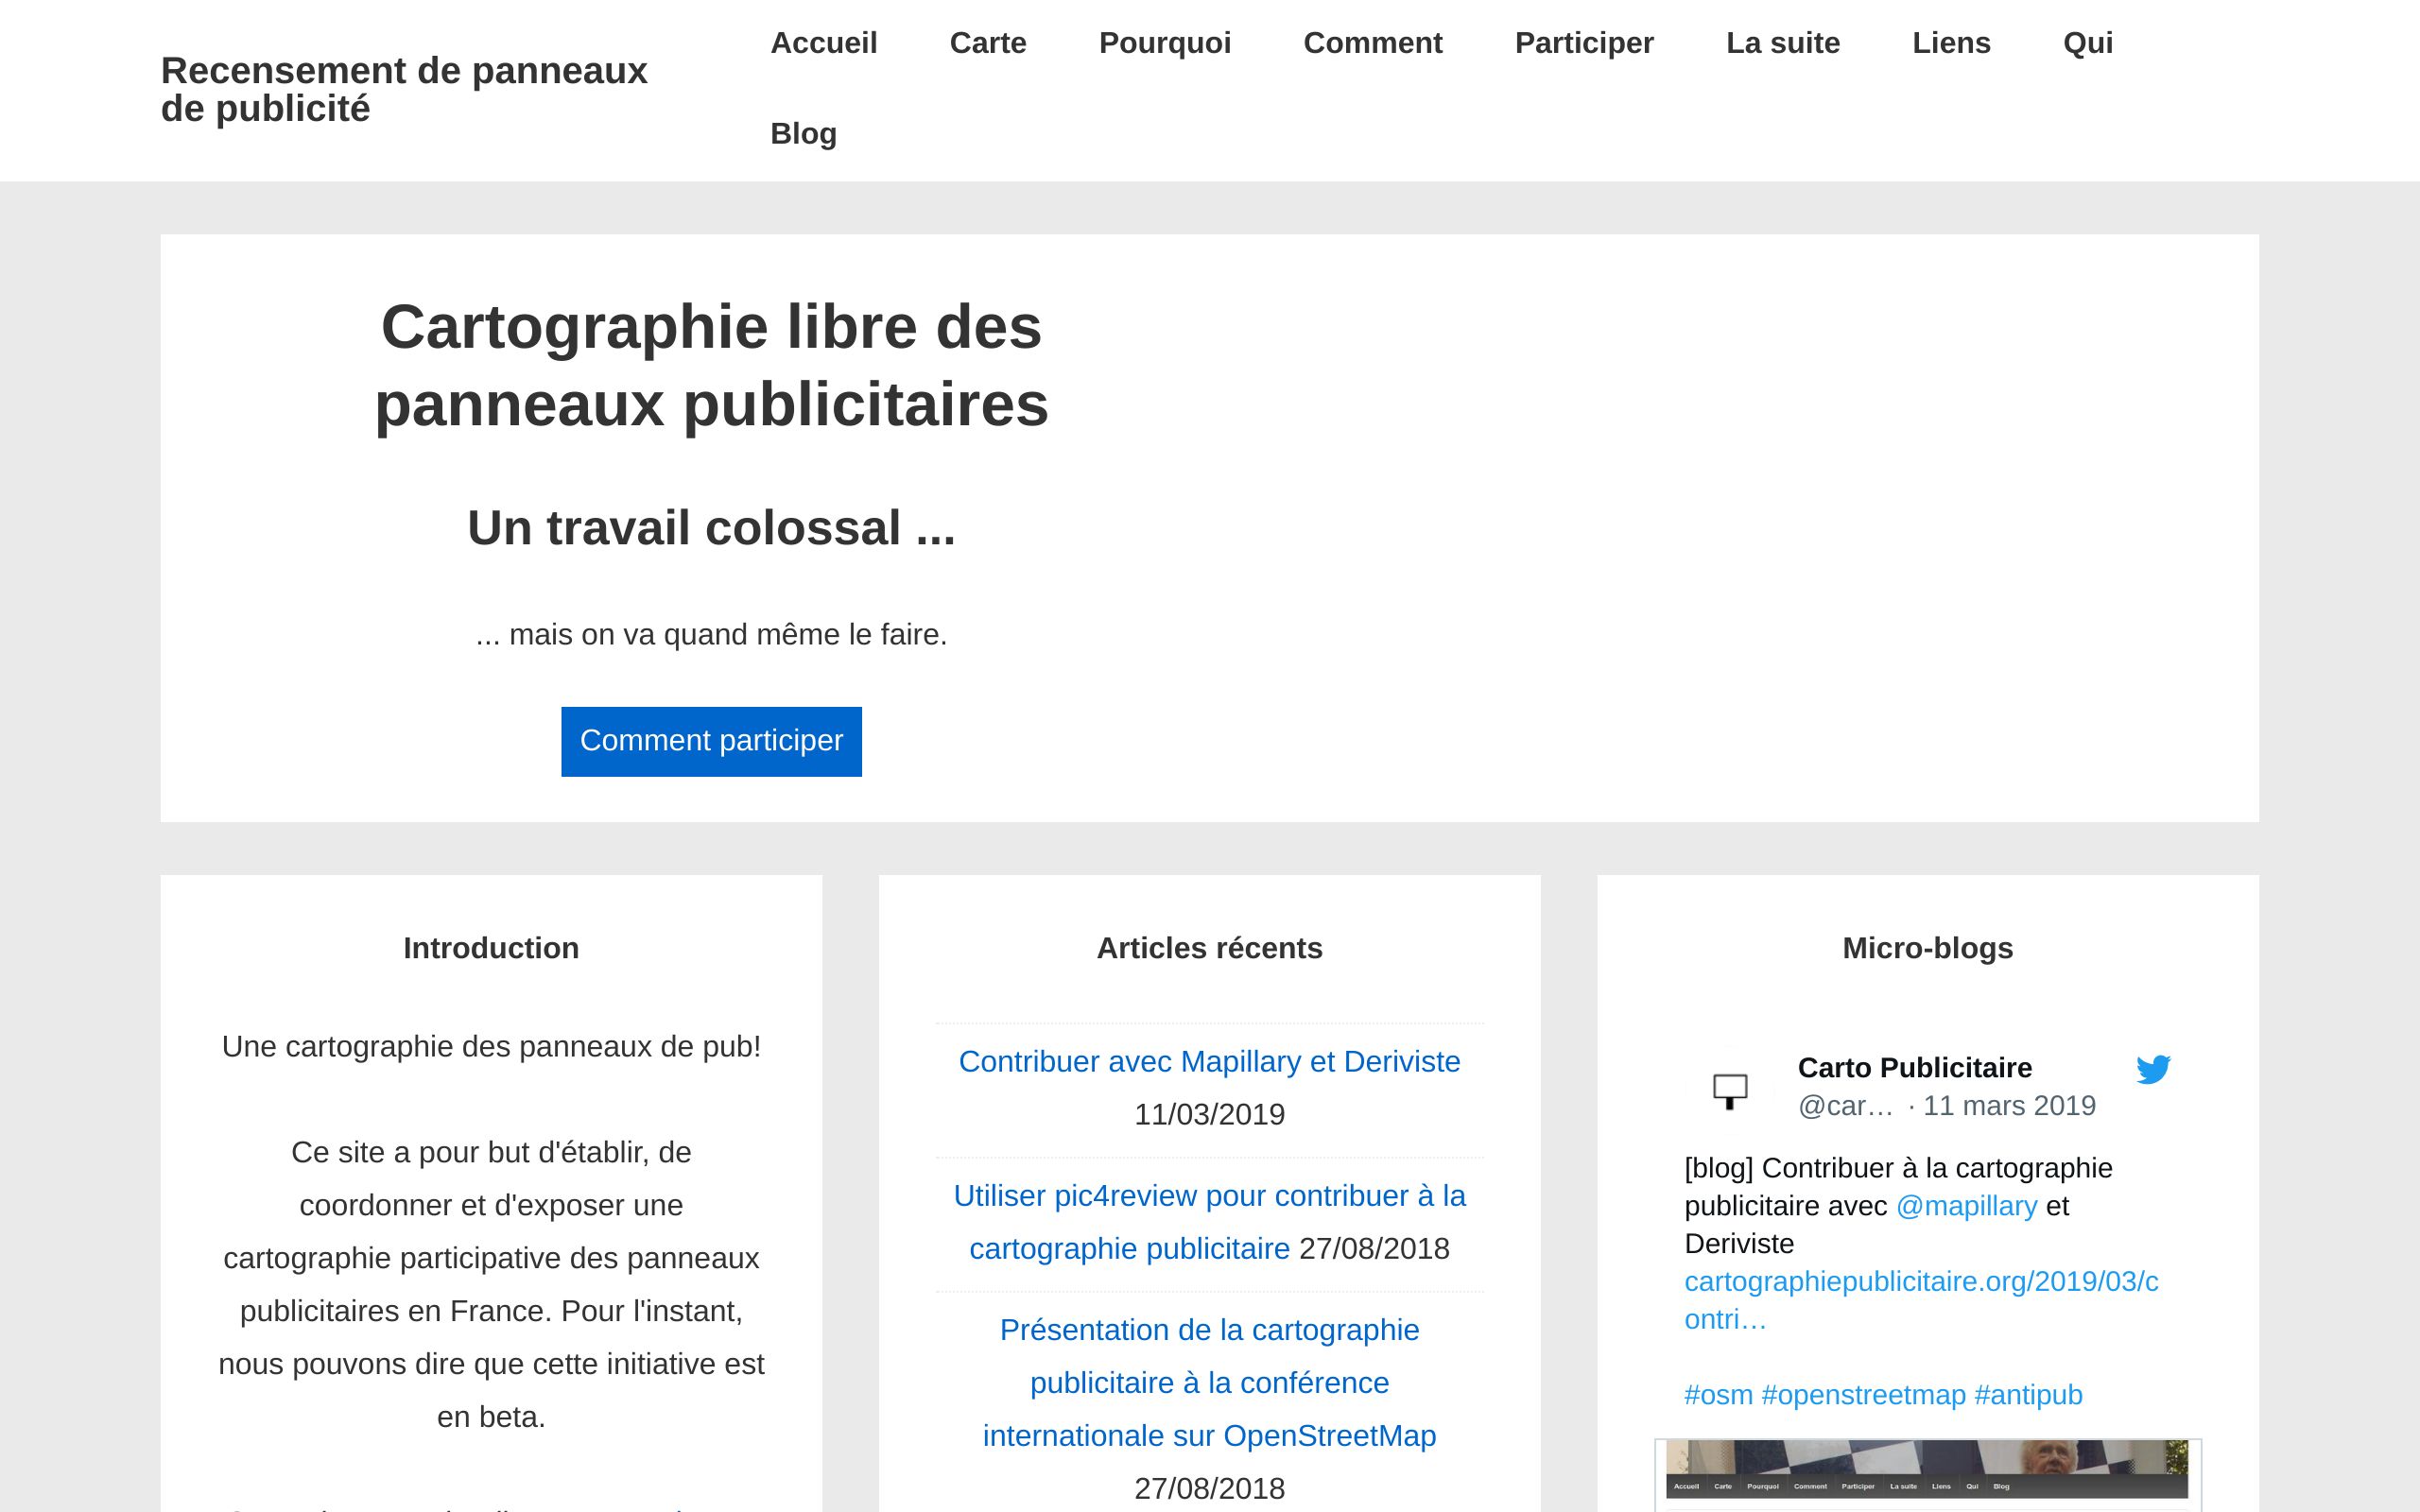 Recensement de panneaux
de publicité
Accueil Carte Pourquoi Comment Participer La suite Liens Qui
Blog
Cartographie libre des
panneaux publicitaires
Un travail colossal ...
... mais on va quand même le faire.
Comment participer
Introduction
Une cartographie des panneaux de pub!
Ce site a pour but d'établir, de
coordonner et d'exposer une
cartographie participative des panneaux
publicitaires en France. Pour l'instant,
nous pouvons dire que cette initiative est
en beta.
Articles récents
Contribuer avec Mapillary et Deriviste
11/03/2019
Utiliser pic4review pour contribuer à la
cartographie publicitaire 27/08/2018
Présentation de la cartographie
publicitaire à la conférence
internationale sur OpenStreetMap
27/08/2018
Micro-blogs
Carto Publicitaire
@car… · 11 mars 2019
[blog] Contribuer à la cartographie
publicitaire avec @mapillary et
Deriviste
cartographiepublicitaire.org/2019/03/c
ontri…
#osm #openstreetmap #antipub
Accueil Carte Pourquoi Comment Participer La suite Liens Qui Blog